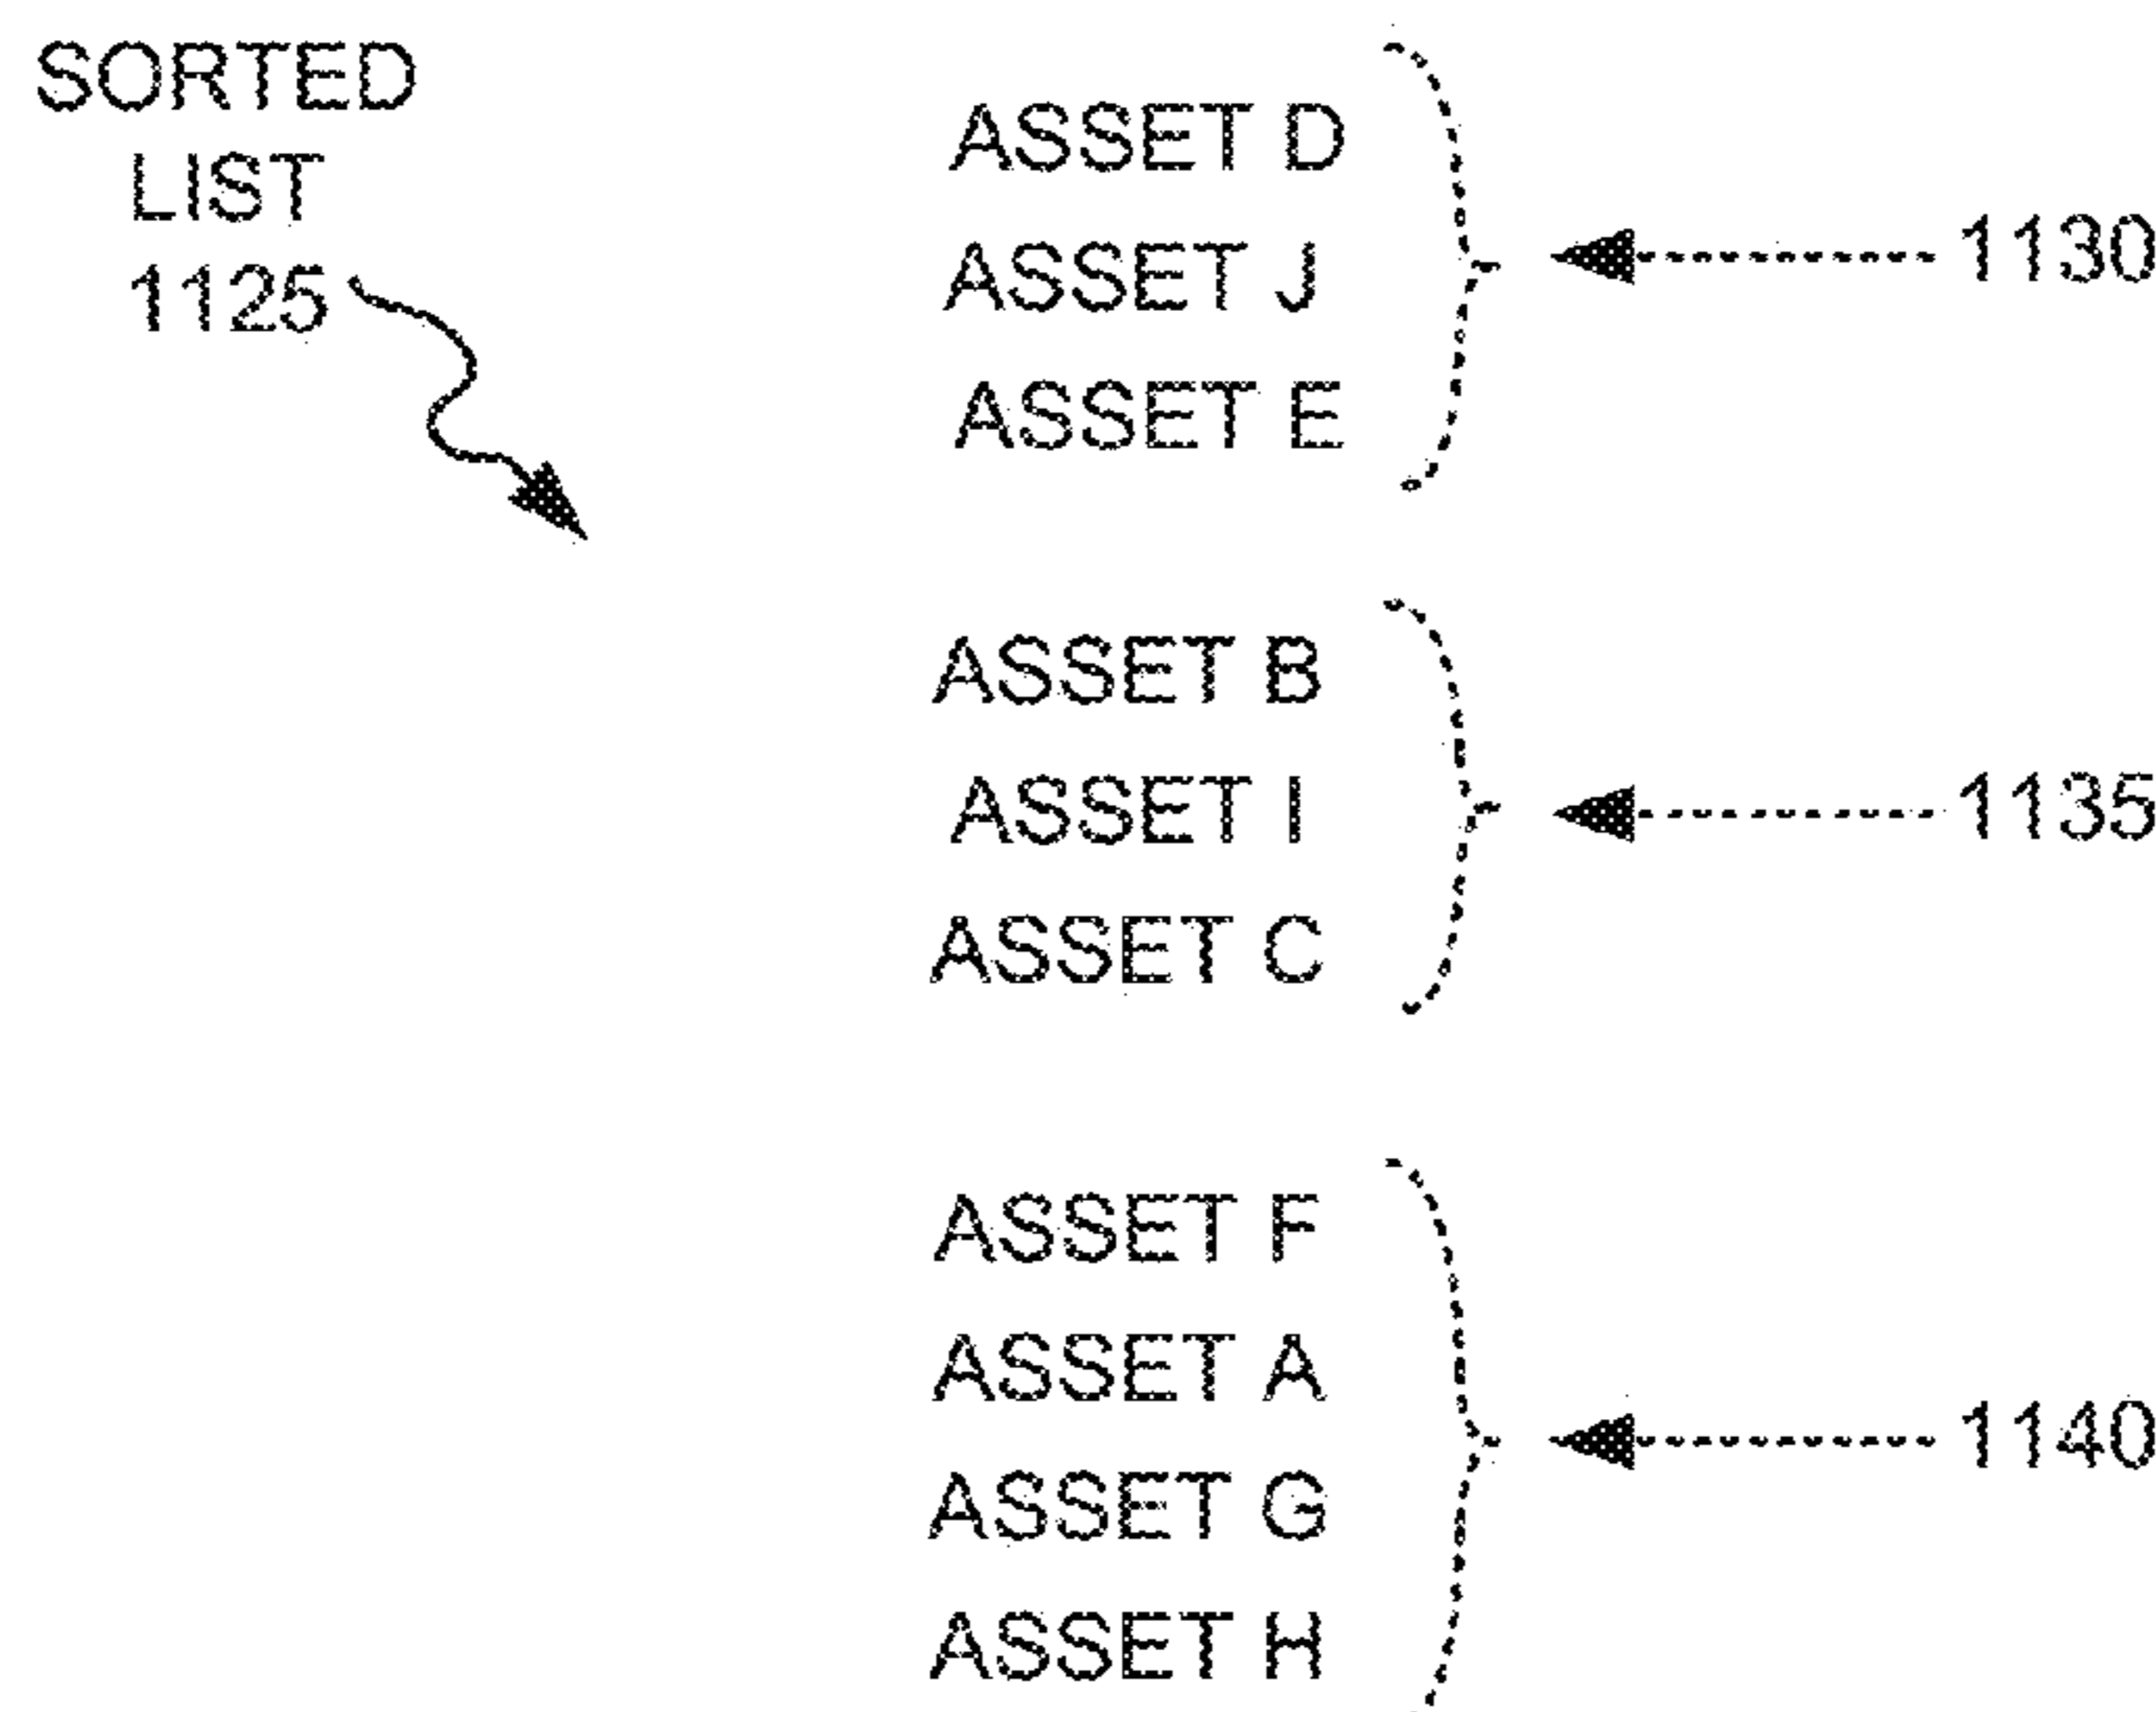 SORTED
LIST
1125
ASSET D
ASSET J
ASSET E
1130
ASSET B
ASSET I
ASSET C
1135
ASSET F
ASSET A
ASSET G
ASSET H
1140